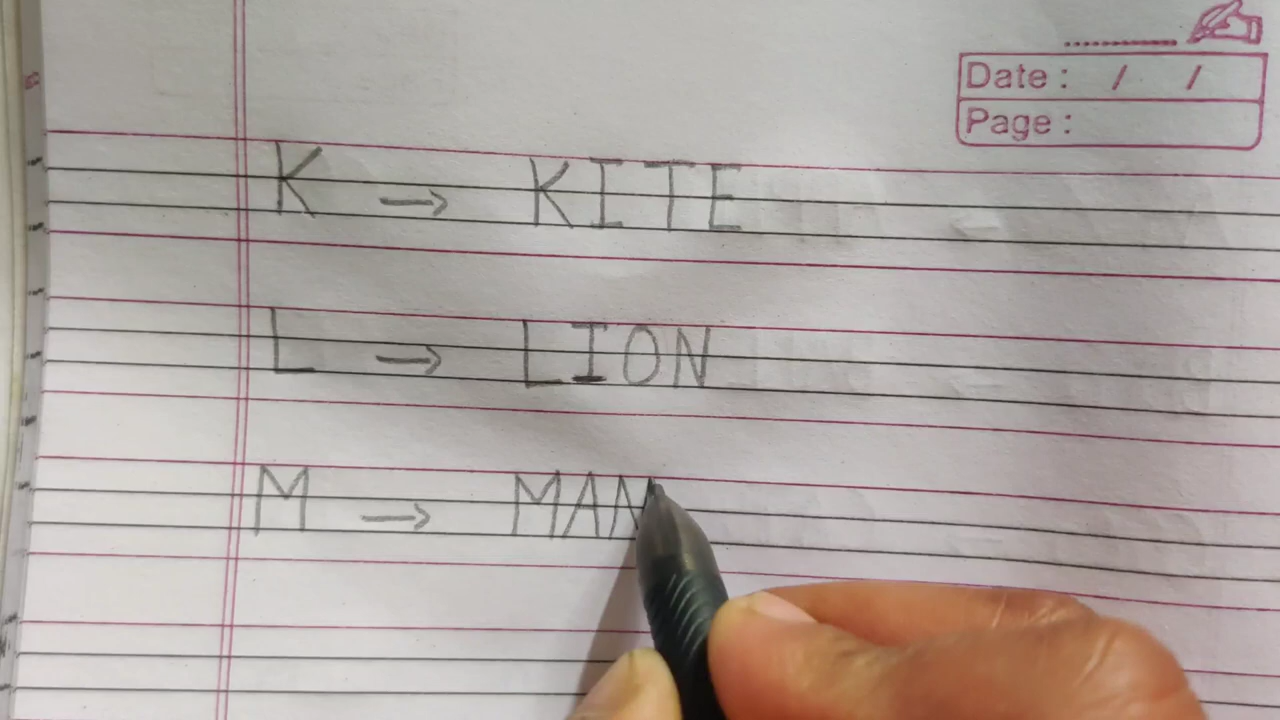 Date : / /
Page :
K → KITE
L → LION
M → MAN